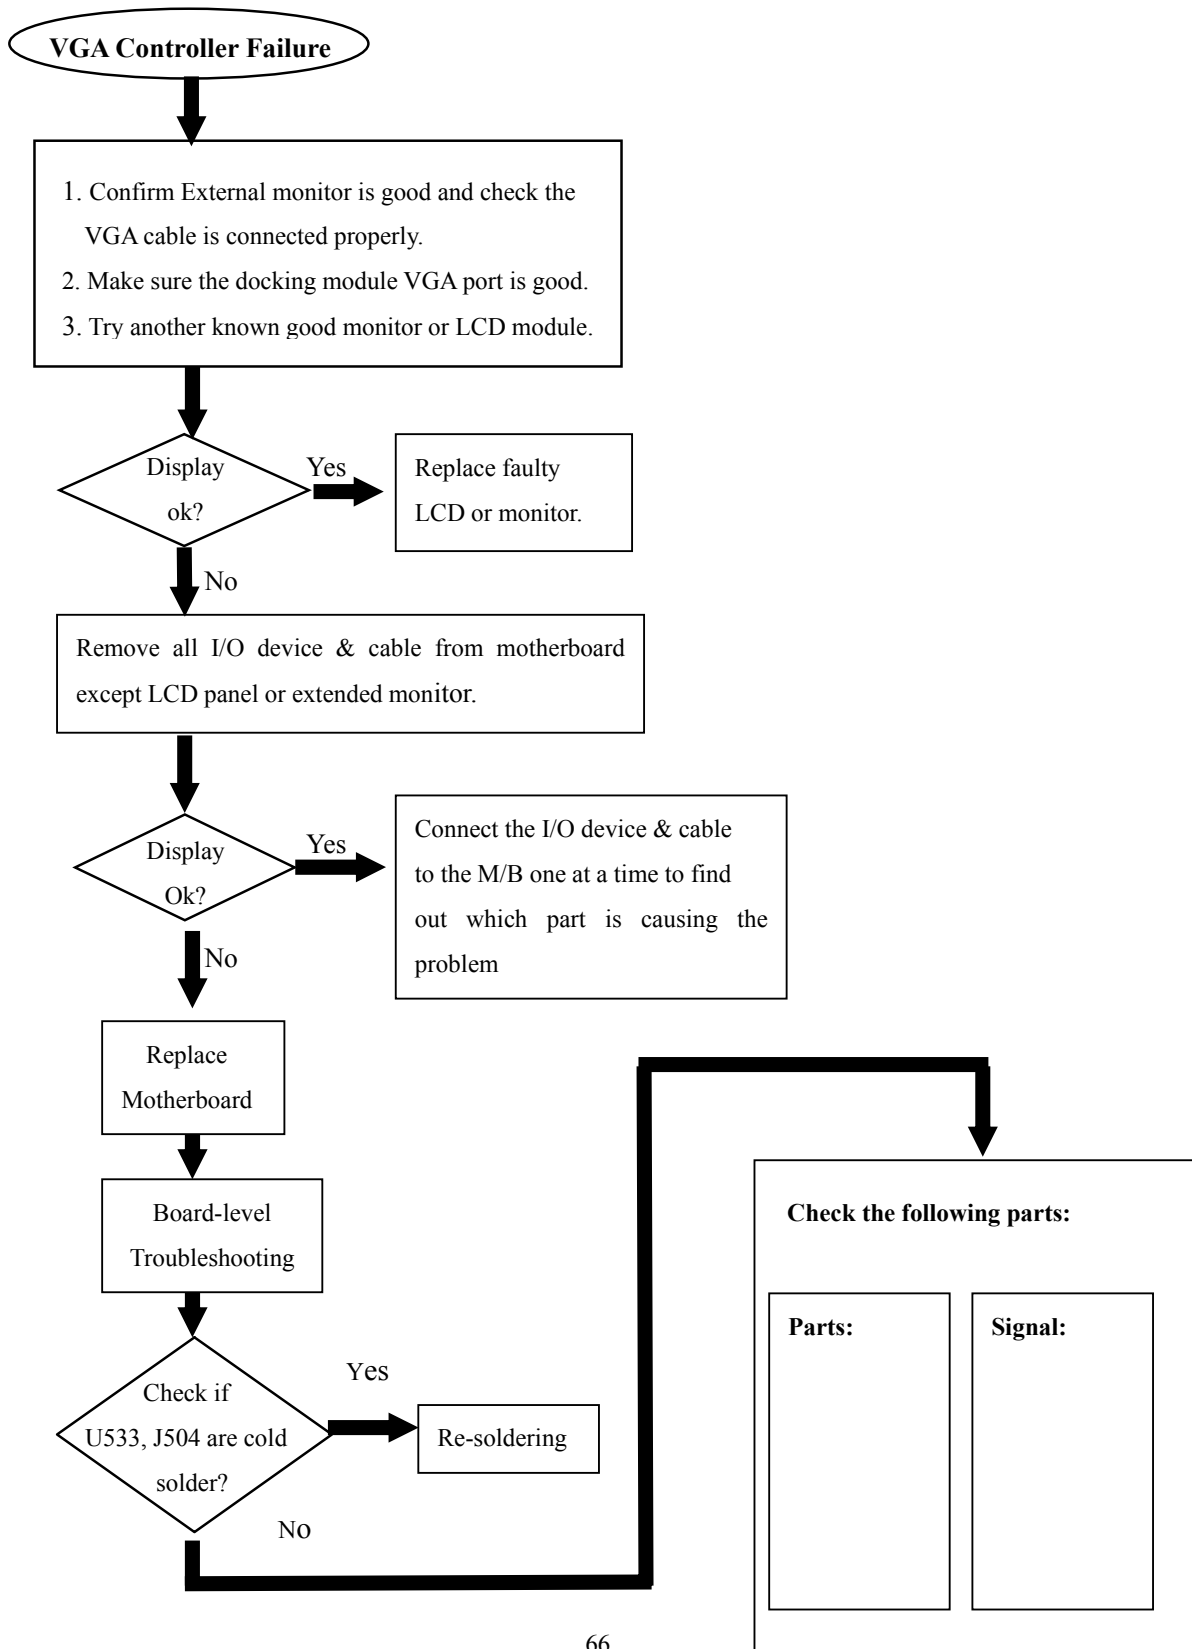 VGA Controller Failure
1. Confirm External monitor is good and check the
VGA cable is connected properly.
2. Make sure the docking module VGA port is good.
3. Try another known good monitor or LCD module.
Display
ok?
Yes
Replace faulty
LCD or monitor.
No
Remove all I/O device & cable from motherboard
except LCD panel or extended monitor.
Display
Ok?
Yes
Connect the I/O device & cable
to the M/B one at a time to find
out which part is causing the
problem
No
Replace
Motherboard
Board-level
Troubleshooting
Check if
U533, J504 are cold
solder?
Yes
Re-soldering
No
Check the following parts:
Parts:
Signal:
66